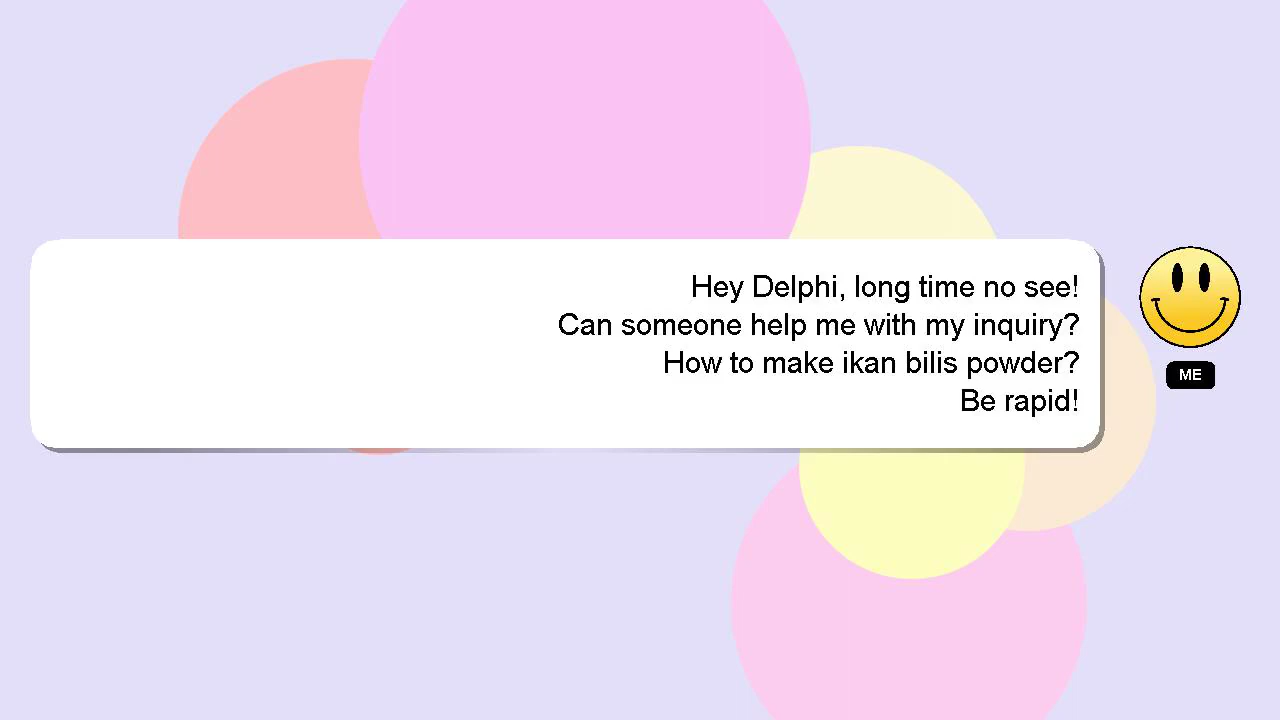 Hey Delphi, long time no see!
Can someone help me with my inquiry?
How to make ikan bilis powder?
Be rapid!
ME